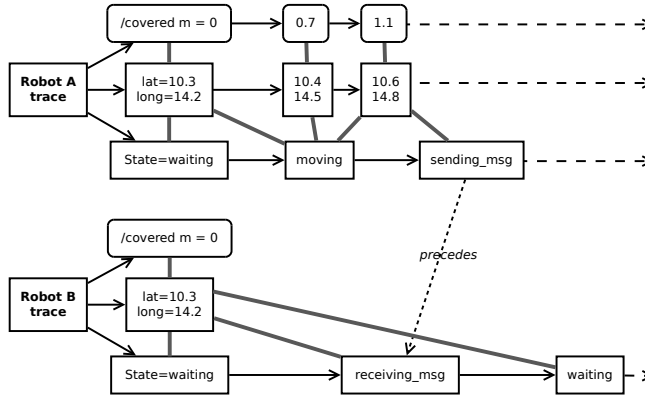 /covered m = 0
0.7
1.1
Robot A
trace
lat=10.3
long=14.2
10.4
14.5
10.6
14.8
State=waiting
moving
sending_msg
/covered m = 0
precedes
Robot B
trace
lat=10.3
long=14.2
State=waiting
receiving_msg
waiting